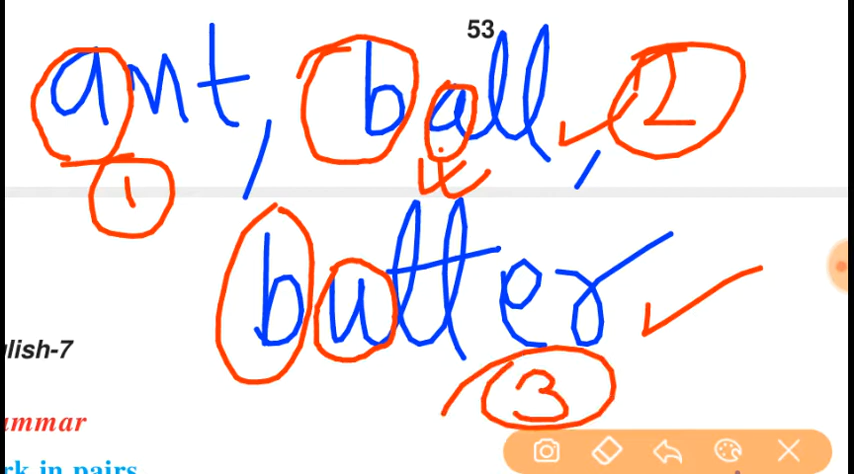 53
ant, ball, 2
1
butter
lish-7
3
mmar
rk in pairs